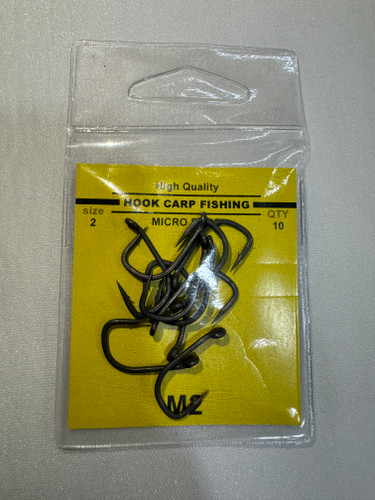 High Quality
HOOK CARP FISHING
size
2
MICRO
QTY
10
M2